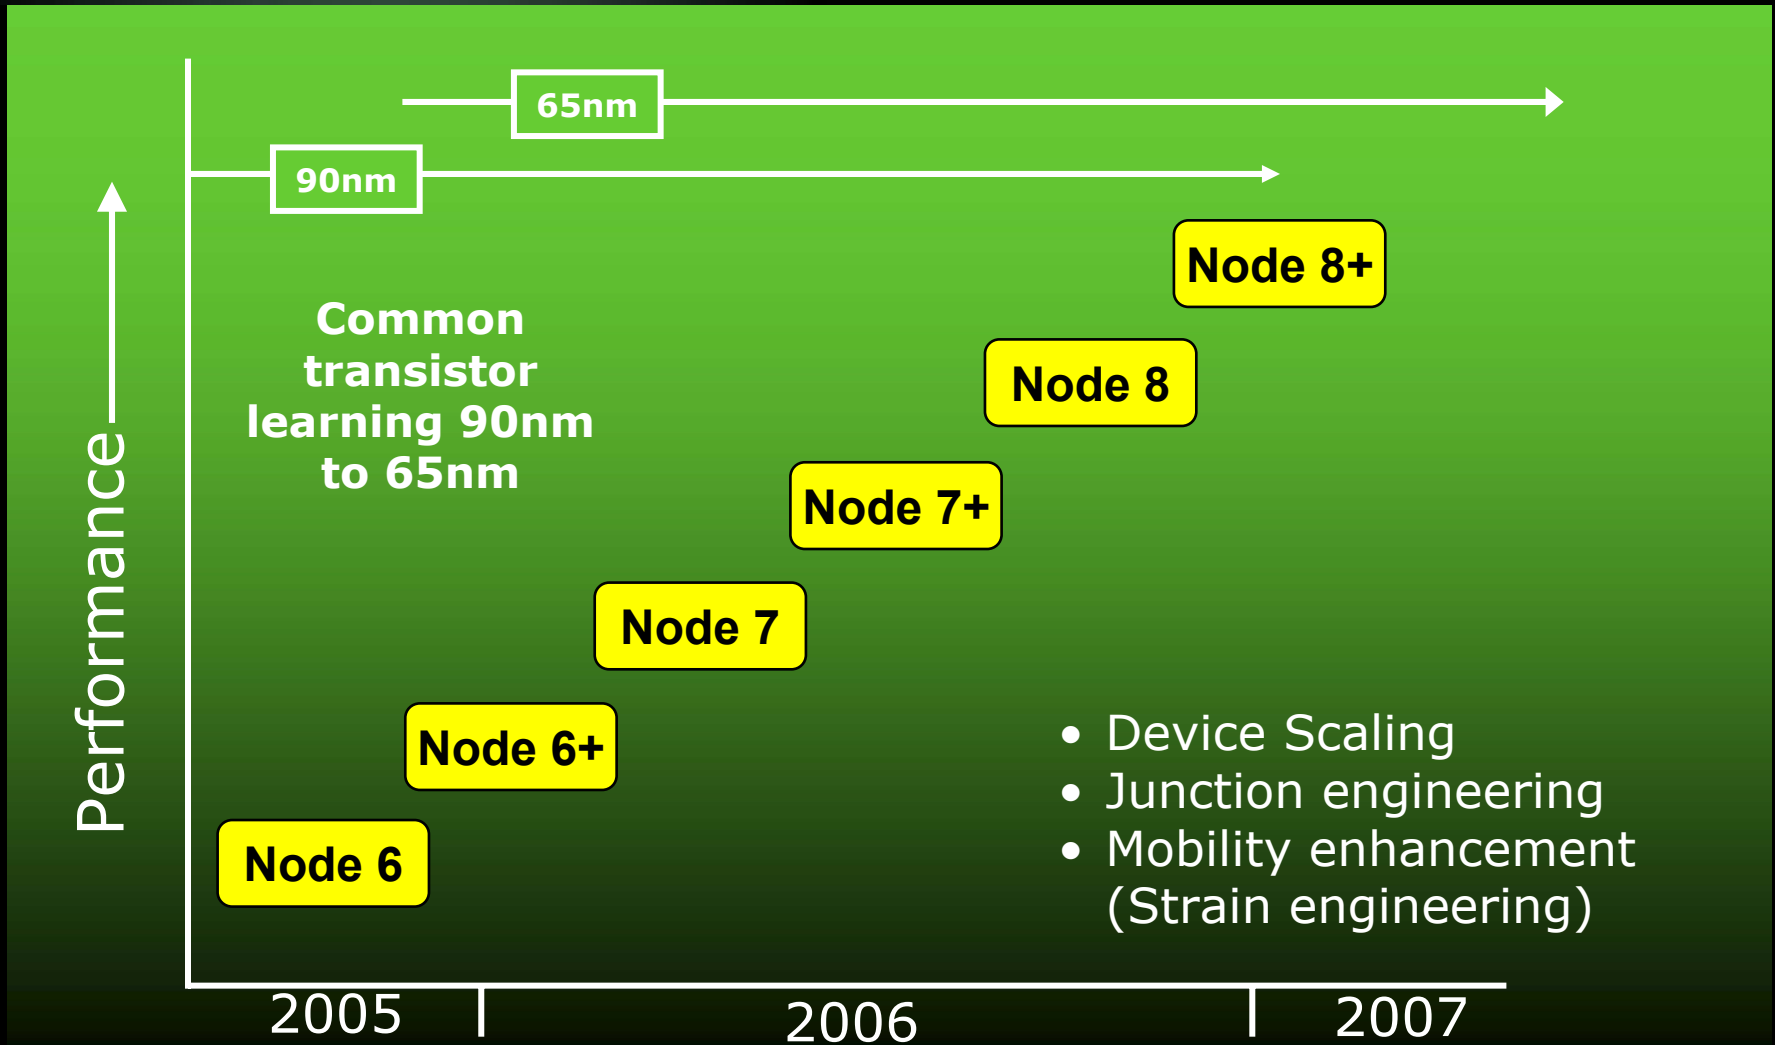 65nm
90nm
Node 8+
Common
transistor
learning 90nm
to 65nm
Node 8
Node 7+
Node 7
Node 6+
Node 6
Performance
• Device Scaling
• Junction engineering
• Mobility enhancement
(Strain engineering)
2005
2006
2007